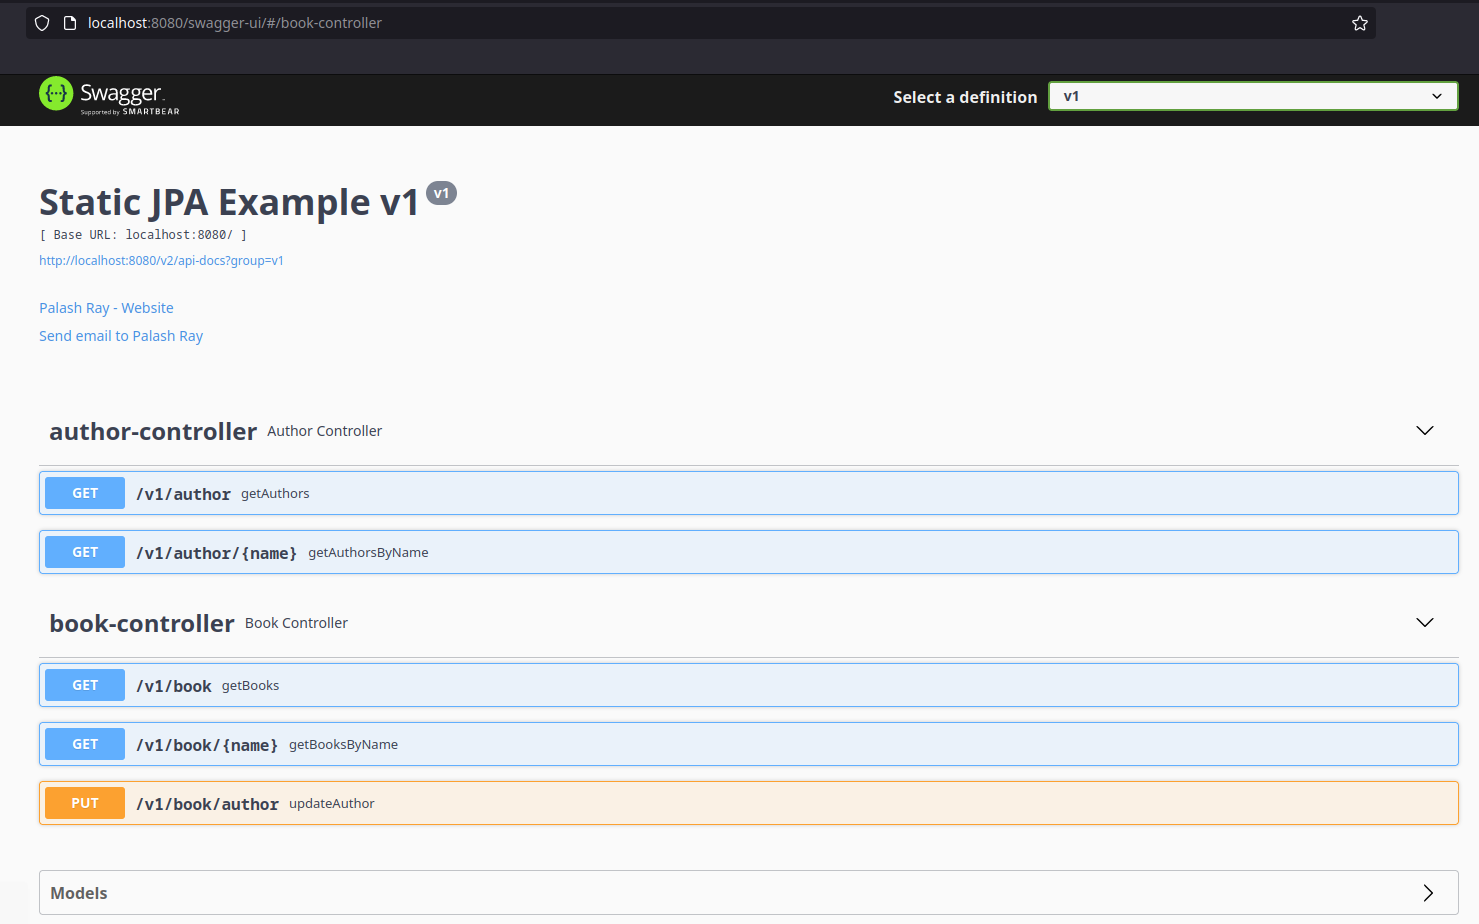 localhost:8080/swagger-ui/#/book-controller
{···} Swagger
Supported by SMARTBEAR
Select a definition v1
Static JPA Example v1 v1
[ Base URL: localhost:8080/ ]
http://localhost:8080/v2/api-docs?group=v1
Palash Ray - Website
Send email to Palash Ray
author-controller Author Controller
GET /v1/author getAuthors
GET /v1/author/{name} getAuthorsByName
book-controller Book Controller
GET /v1/book getBooks
GET /v1/book/{name} getBooksByName
PUT /v1/book/author updateAuthor
Models